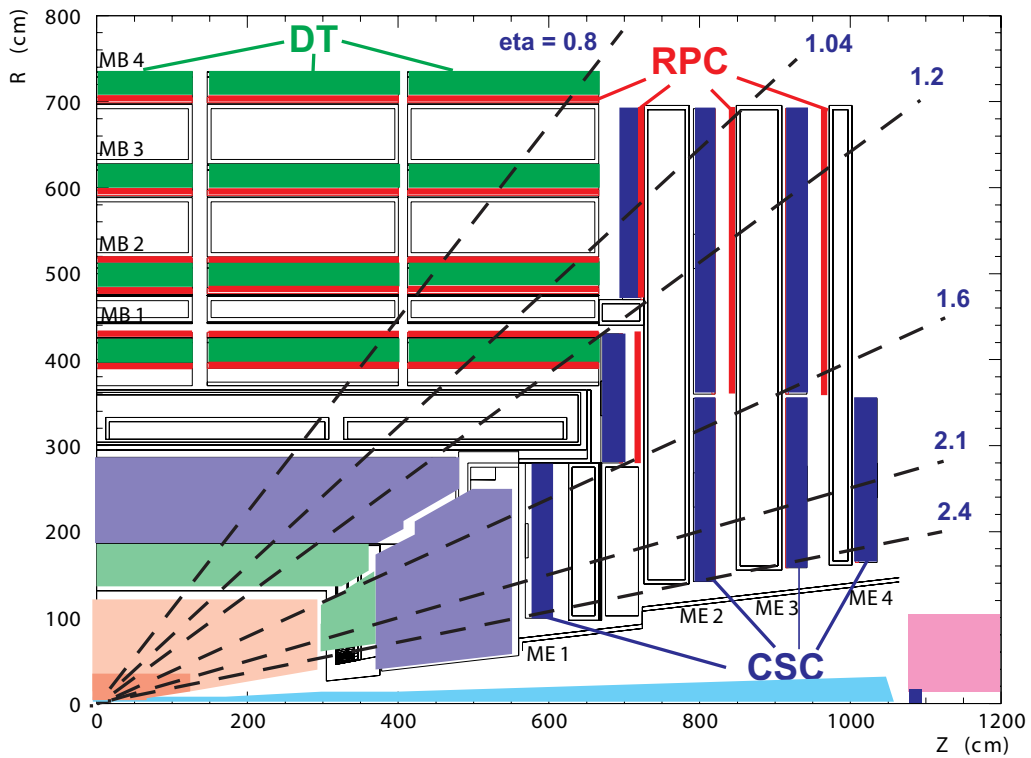 800
R (cm)
DT
eta = 0.8
1.04
MB 4
RPC
1.2
700
MB 3
600
MB 2
500
1.6
MB 1
400
300
2.1
200
2.4
100
ME 1
ME 2
ME 3
ME 4
CSC
0
0
200
400
600
800
1000
1200
Z (cm)